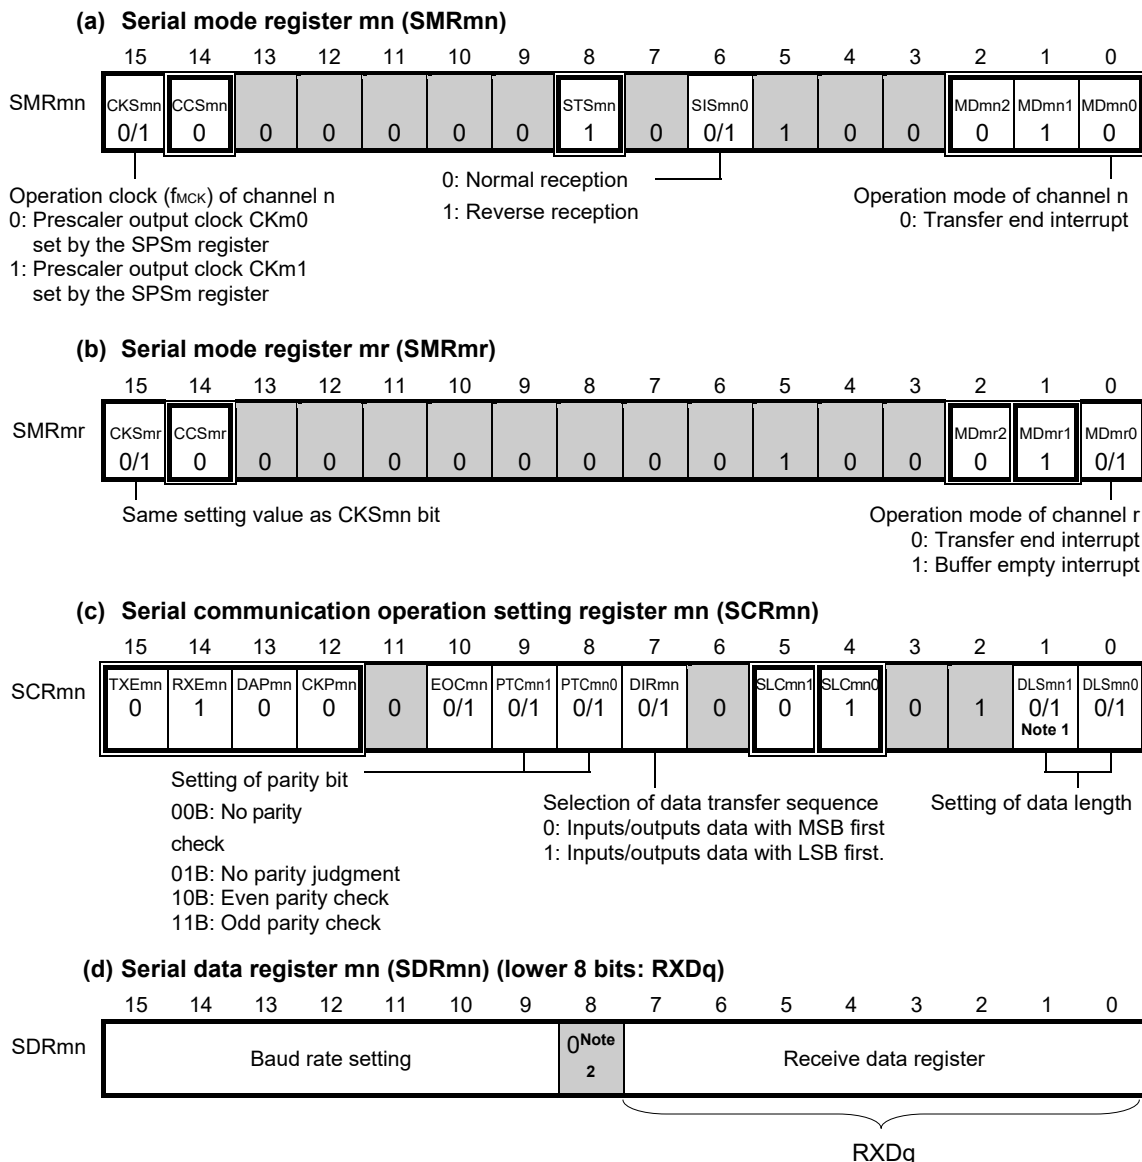 (a) Serial mode register mn (SMRmn)
15 14 13 12 11 10 9 8 7 6 5 4 3 2 1 0
SMRmn CKSmn CCSmn STSmn SISmn0 MDmn2 MDmn1 MDmn0
0/1 0 0 0 0 0 0 1 0 0/1 1 0 0 0 1 0
Operation clock (fMCK) of channel n
0: Prescaler output clock CKm0
set by the SPSm register
1: Prescaler output clock CKm1
set by the SPSm register
0: Normal reception
1: Reverse reception
Operation mode of channel n
0: Transfer end interrupt
(b) Serial mode register mr (SMRmr)
15 14 13 12 11 10 9 8 7 6 5 4 3 2 1 0
SMRmr CKSmr CCSmr MDmr2 MDmr1 MDmr0
0/1 0 0 0 0 0 0 0 0 0 1 0 0 0 1 0/1
Same setting value as CKSmn bit
Operation mode of channel r
0: Transfer end interrupt
1: Buffer empty interrupt
(c) Serial communication operation setting register mn (SCRmn)
15 14 13 12 11 10 9 8 7 6 5 4 3 2 1 0
SCRmn TXEmn RXEmn DAPmn CKPmn EOCmn PTCmn1 PTCmn0 DIRmn SLCmn1 SLCmn0 DLSmn1 DLSmn0
0 1 0 0 0 0/1 0/1 0/1 0/1 0 0 1 0 1 0/1 0/1
Note 1
Setting of parity bit
00B: No parity
check
01B: No parity judgment
10B: Even parity check
11B: Odd parity check
Selection of data transfer sequence
0: Inputs/outputs data with MSB first
1: Inputs/outputs data with LSB first.
Setting of data length
(d) Serial data register mn (SDRmn) (lower 8 bits: RXDq)
15 14 13 12 11 10 9 8 7 6 5 4 3 2 1 0
SDRmn Baud rate setting 0Note 2 Receive data register
RXDq